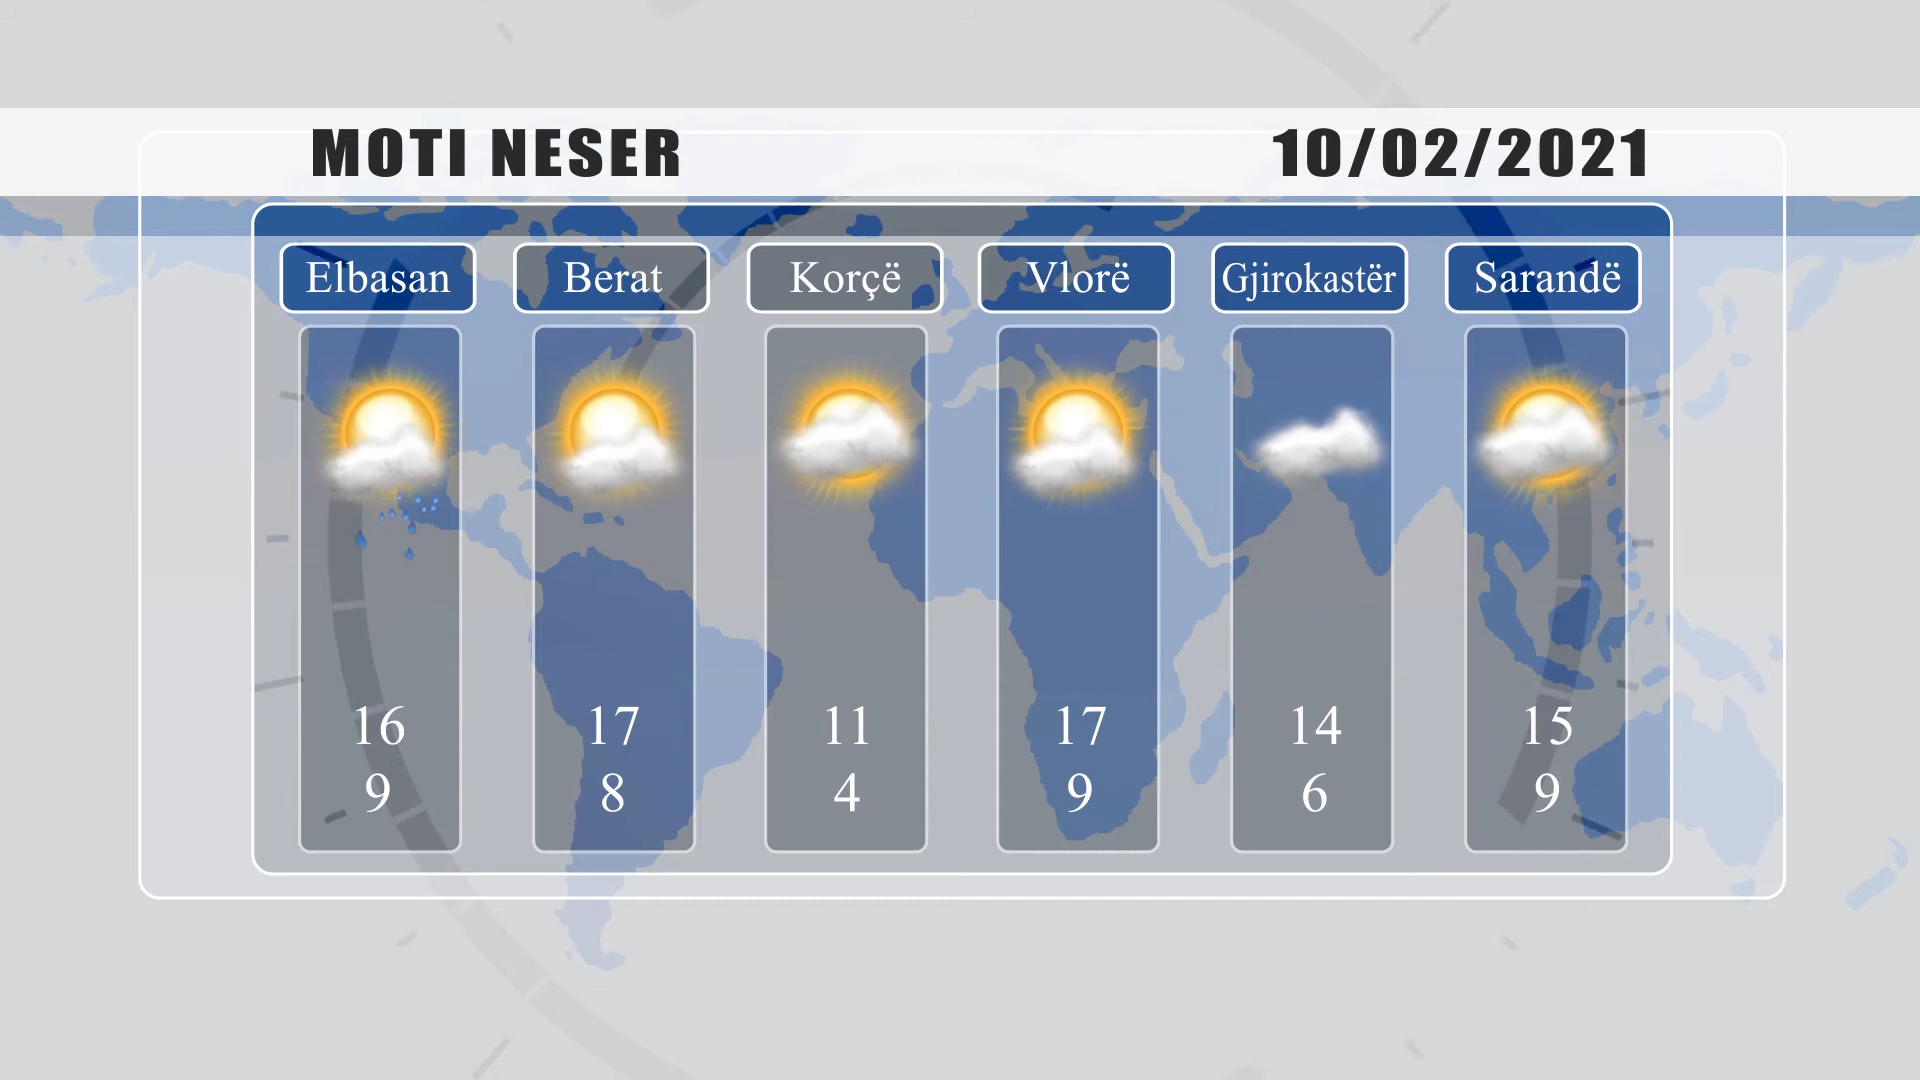 MOTI NESER 10/02/2021
Elbasan Berat Korçë Vlorë Gjirokastër Sarandë
16 17 11 17 14 15
9 8 4 9 6 9